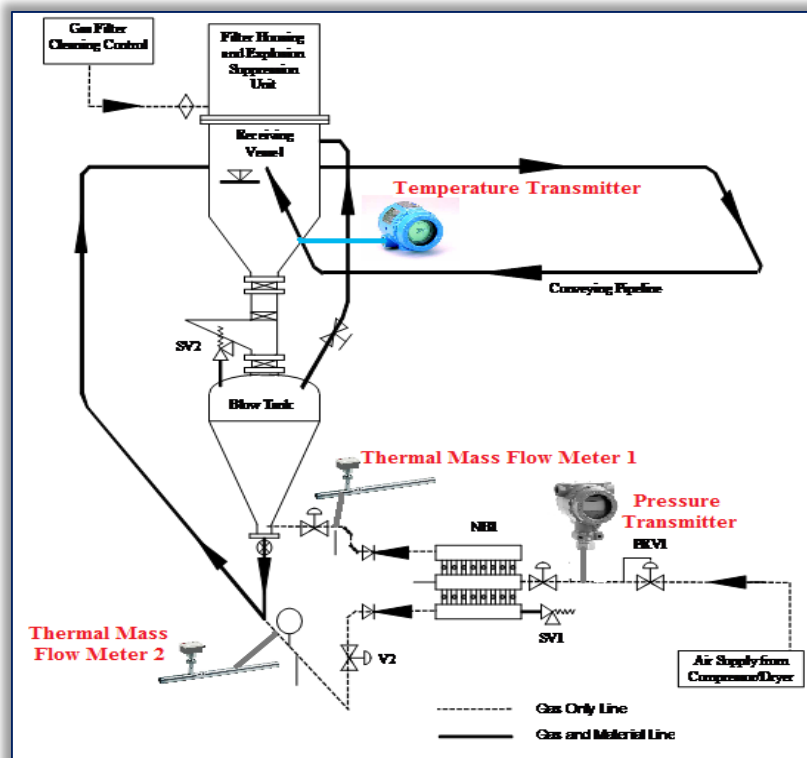 Gas Filter
Cleaning Control
Filter Housing
and Explosion
Suppression
Unit
Receiving
Vessel
Temperature Transmitter
Conveying Pipeline
SV2
Blow Tank
Thermal Mass Flow Meter 1
Pressure
Transmitter
NB1
PRV1
SV1
Thermal Mass
Flow Meter 2
V2
Air Supply from
Compressor/Dryer
Gas Only Line
Gas and Material Line